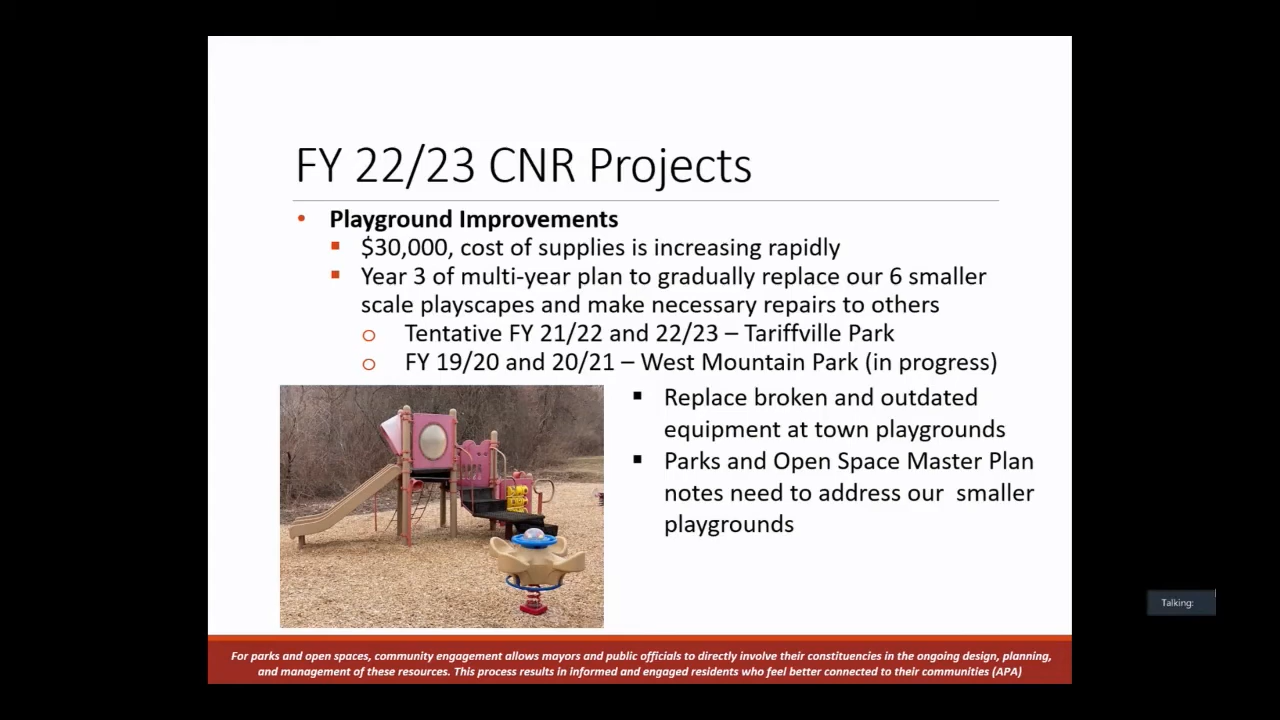 FY 22/23 CNR Projects
• Playground Improvements
▪ $30,000, cost of supplies is increasing rapidly
▪ Year 3 of multi-year plan to gradually replace our 6 smaller
scale playscapes and make necessary repairs to others
o Tentative FY 21/22 and 22/23 – Tariffville Park
o FY 19/20 and 20/21 – West Mountain Park (in progress)
▪ Replace broken and outdated
equipment at town playgrounds
▪ Parks and Open Space Master Plan
notes need to address our  smaller
playgrounds
Talking:
For parks and open spaces, community engagement allows mayors and public officials to directly involve their constituencies in the ongoing design, planning,
and management of these resources. This process results in informed and engaged residents who feel better connected to their communities (APA)